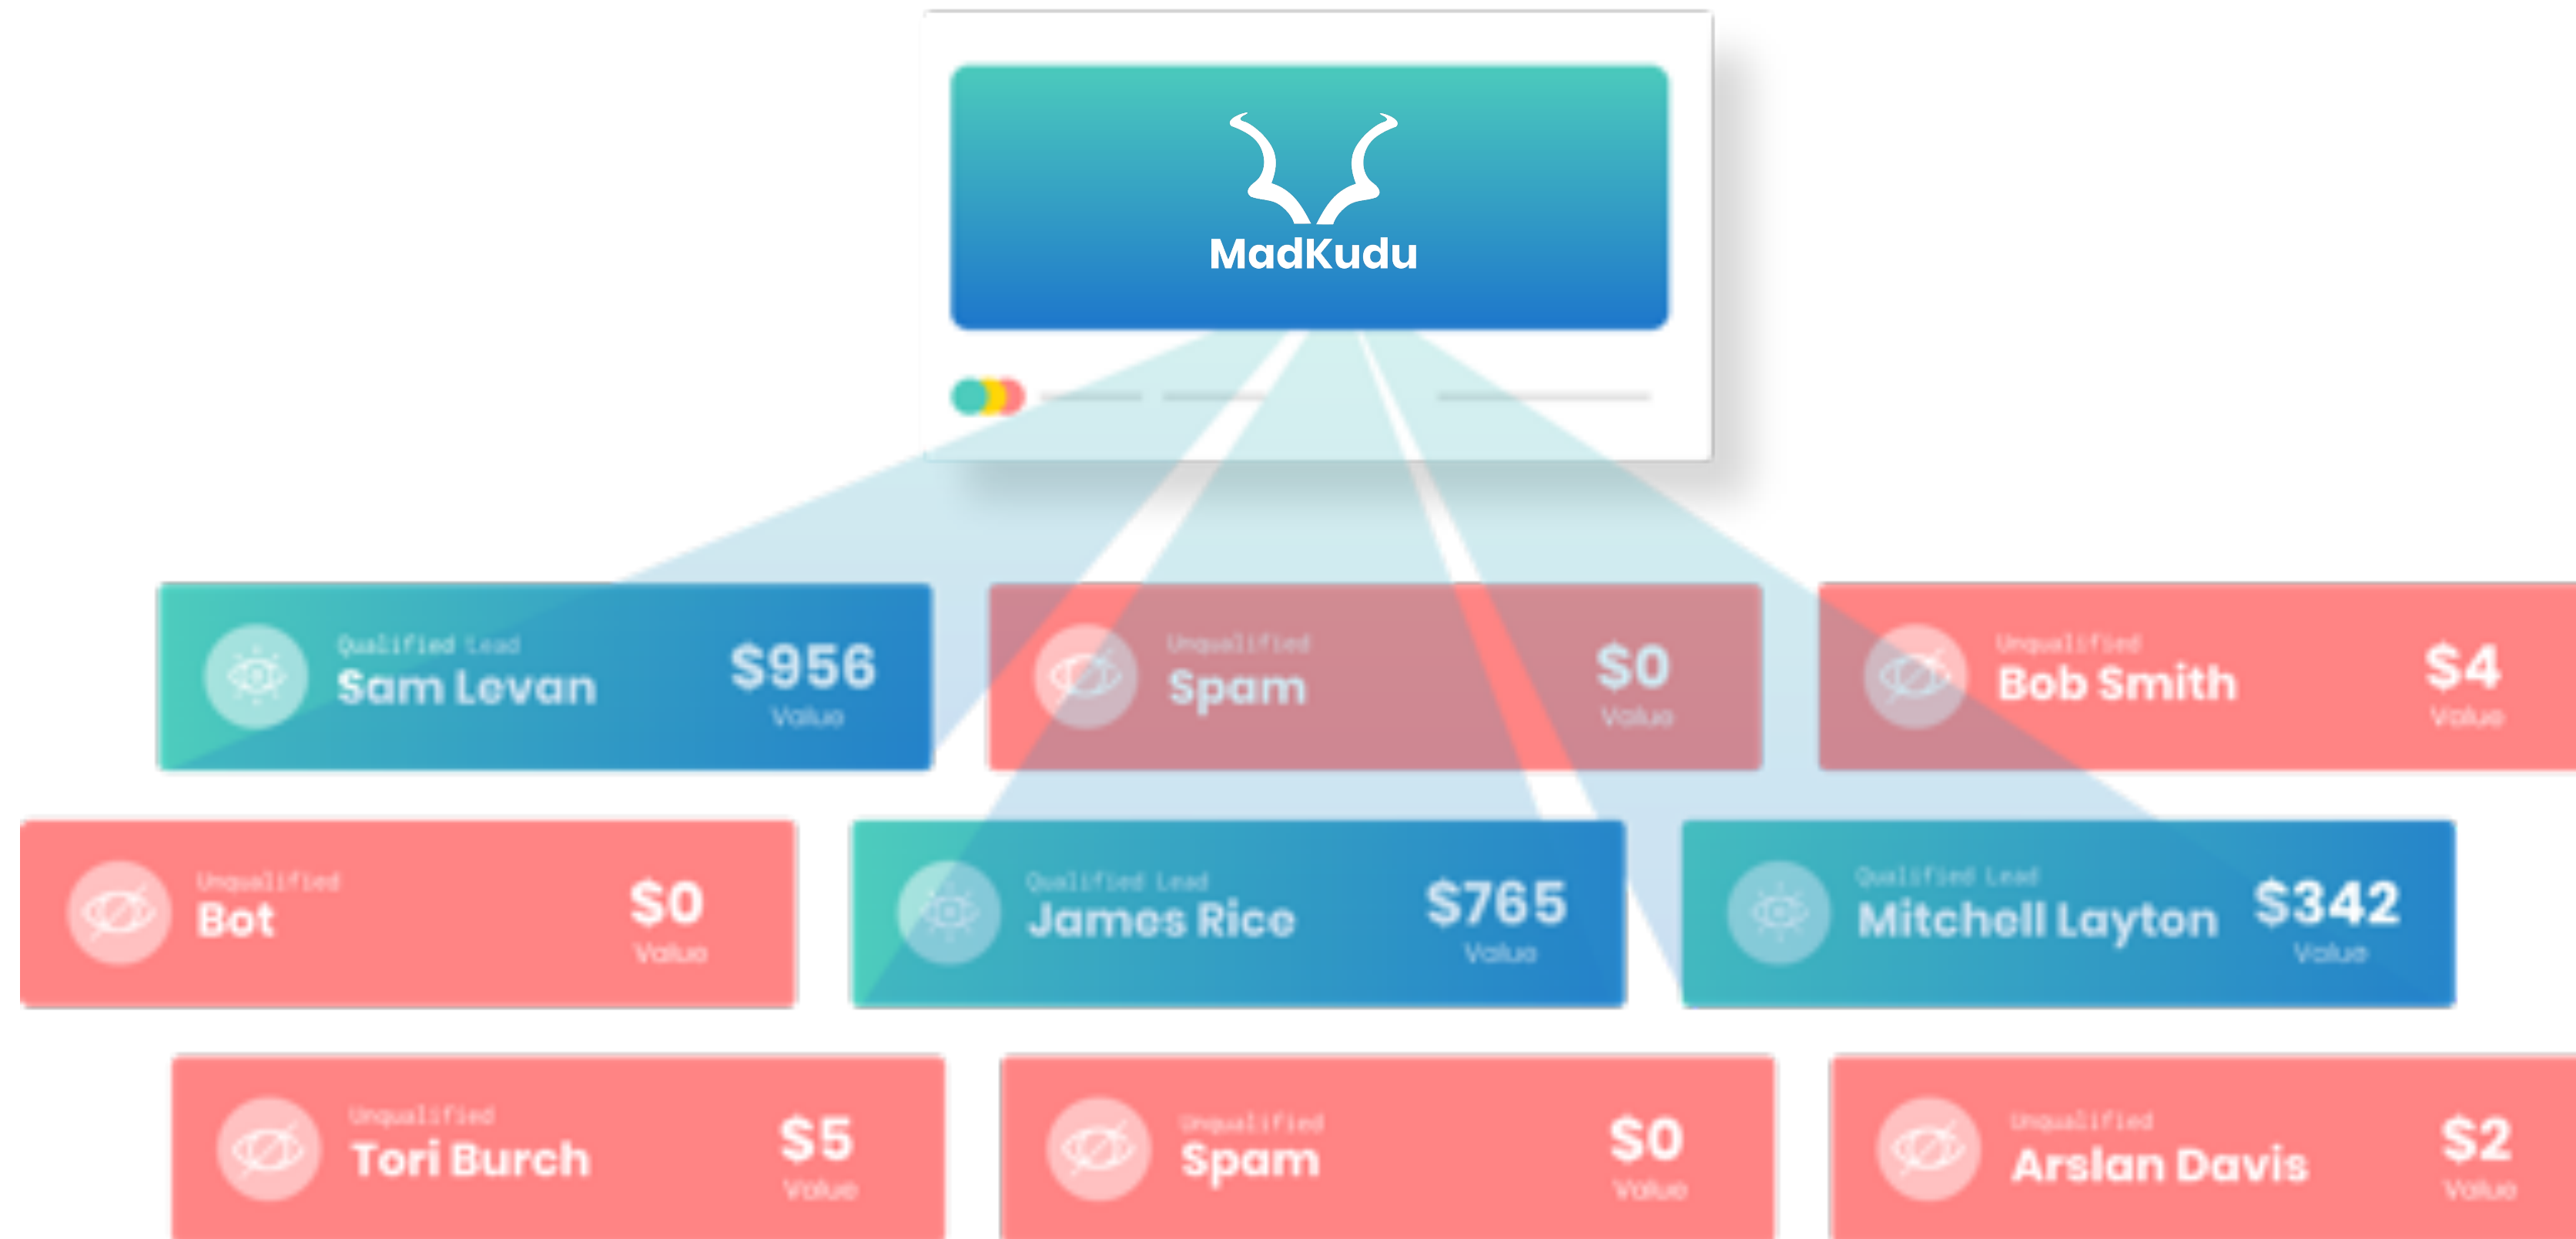 MadKudu
Qualified Lead
Sam Levan
$956
Value
Unqualified
Spam
$0
Value
Unqualified
Bob Smith
$4
Value
Unqualified
Bot
$0
Value
Qualified Lead
James Rice
$765
Value
Qualified Lead
Mitchell Layton
$342
Value
Unqualified
Tori Burch
$5
Value
Unqualified
Spam
$0
Value
Unqualified
Arslan Davis
$2
Value